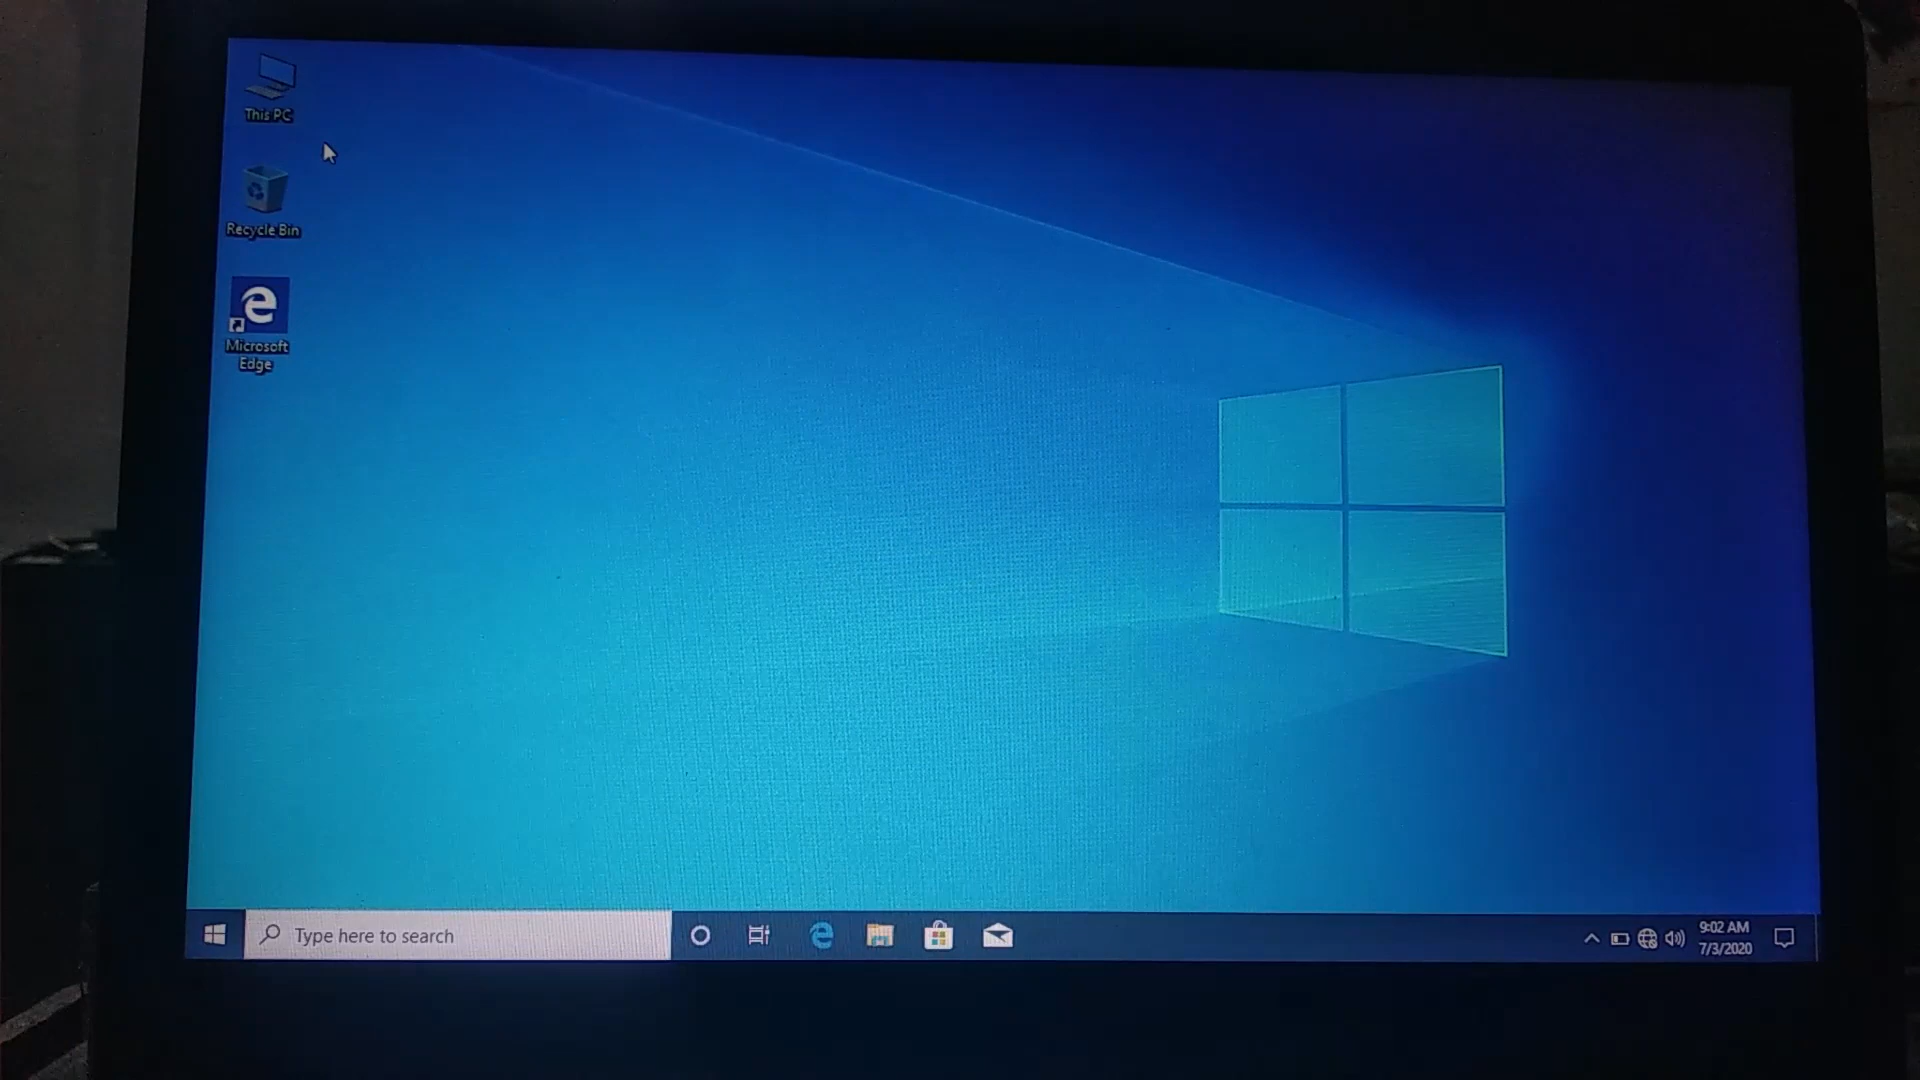 This PC
Recycle Bin
Microsoft
Edge
Type here to search
9:02 AM
7/3/2020